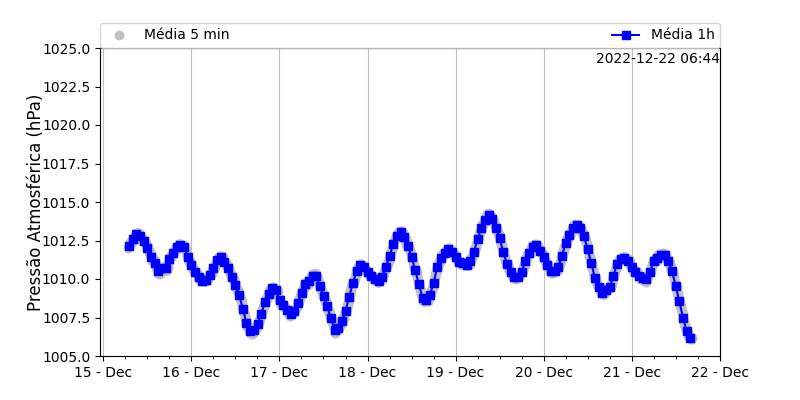 Média 5 min
Média 1h
2022-12-22 06:44
Pressão Atmosférica (hPa)
1025.0
1022.5
1020.0
1017.5
1015.0
1012.5
1010.0
1007.5
1005.0
15 - Dec
16 - Dec
17 - Dec
18 - Dec
19 - Dec
20 - Dec
21 - Dec
22 - Dec